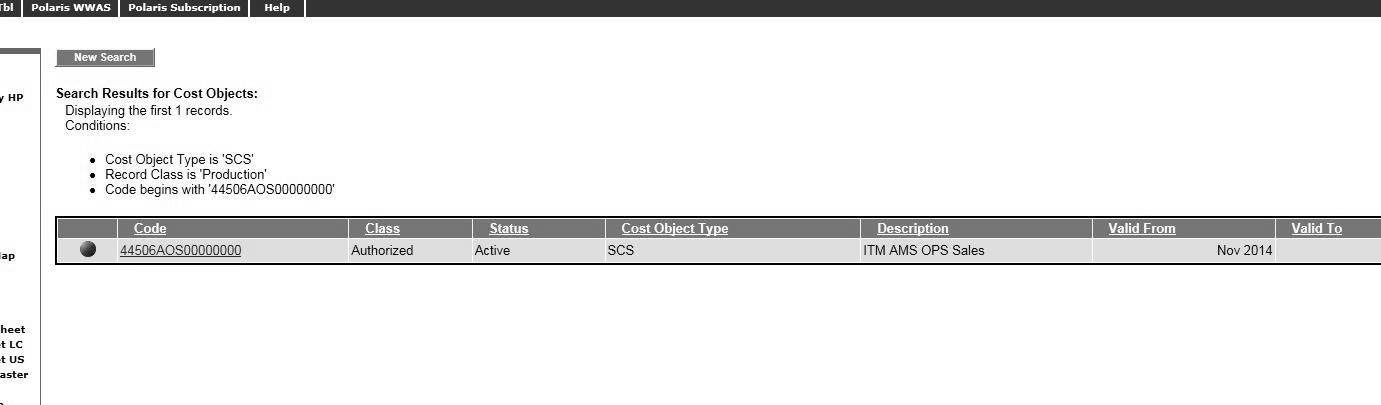 Tbl Polaris WWAS Polaris Subscription Help
New Search
y HP
Search Results for Cost Objects:
Displaying the first 1 records.
Conditions:
• Cost Object Type is 'SCS'
• Record Class is 'Production'
• Code begins with '44506AOS00000000'
Code Class Status Cost Object Type Description Valid From Valid To
44506AOS00000000 Authorized Active SCS ITM AMS OPS Sales Nov 2014
lap
heet
t LC
t US
aster